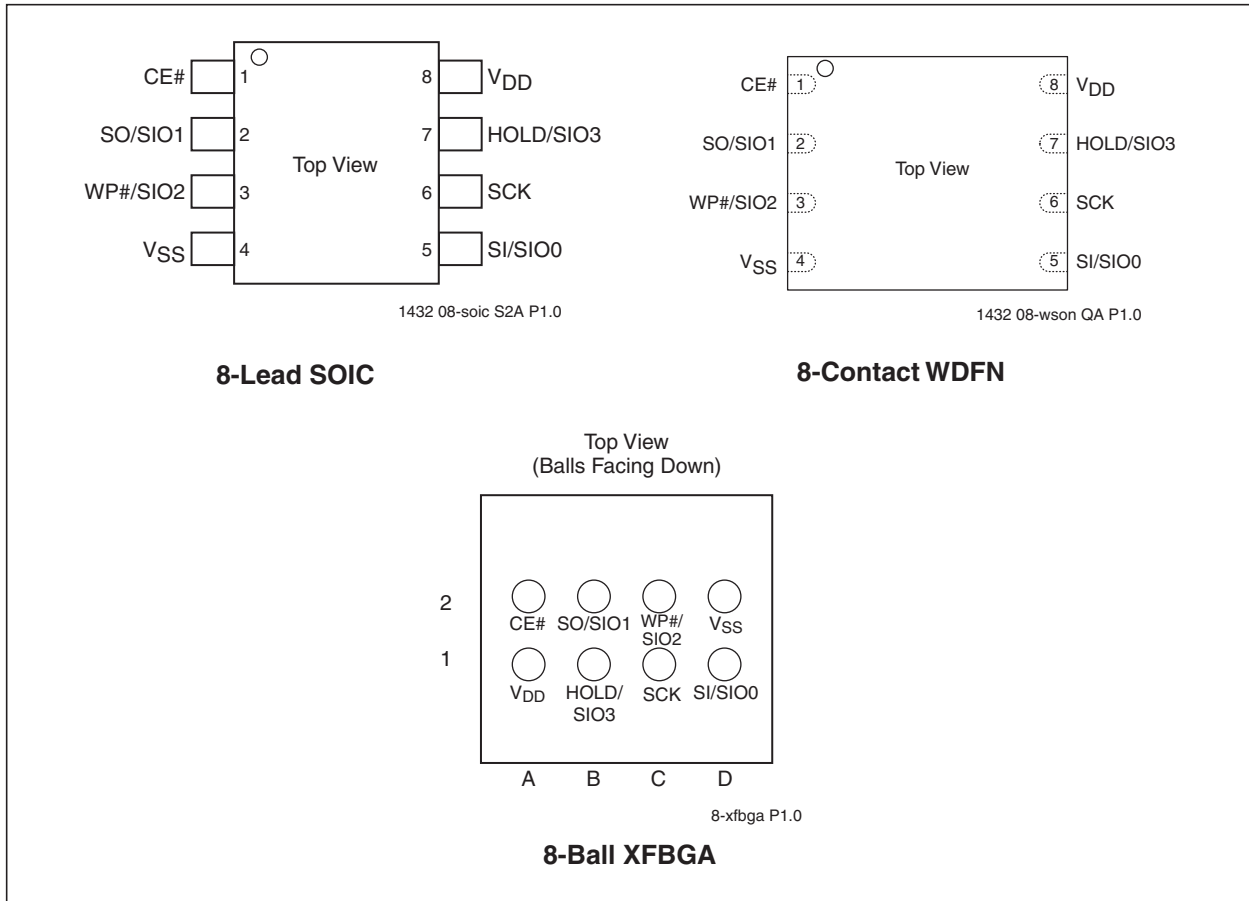 CE# 1 8 VDD
SO/SIO1 2 7 HOLD/SIO3
Top View
WP#/SIO2 3 6 SCK
VSS 4 5 SI/SIO0
1432 08-soic S2A P1.0
8-Lead SOIC
CE# 1 8 VDD
SO/SIO1 2 7 HOLD/SIO3
Top View
WP#/SIO2 3 6 SCK
VSS 4 5 SI/SIO0
1432 08-wson QA P1.0
8-Contact WDFN
Top View
(Balls Facing Down)
2
CE# SO/SIO1 WP#/ VSS
SIO2
1
VDD HOLD/ SCK SI/SIO0
SIO3
A B C D
8-xfbga P1.0
8-Ball XFBGA